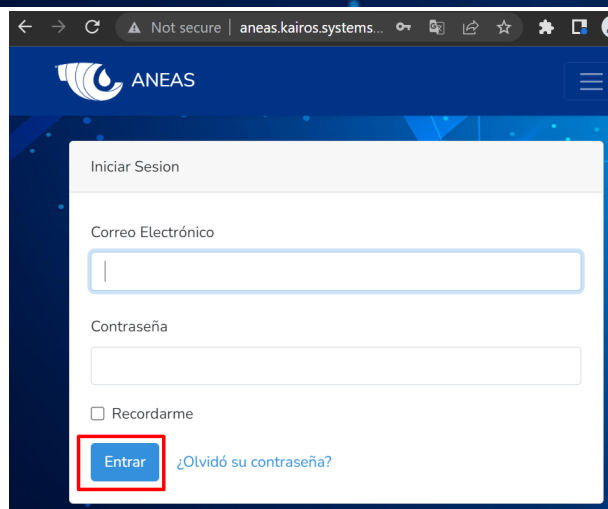 Not secure | aneas.kairos.systems...
ANEAS
Iniciar Sesion
Correo Electrónico
Contraseña
Recordarme
Entrar ¿Olvidó su contraseña?